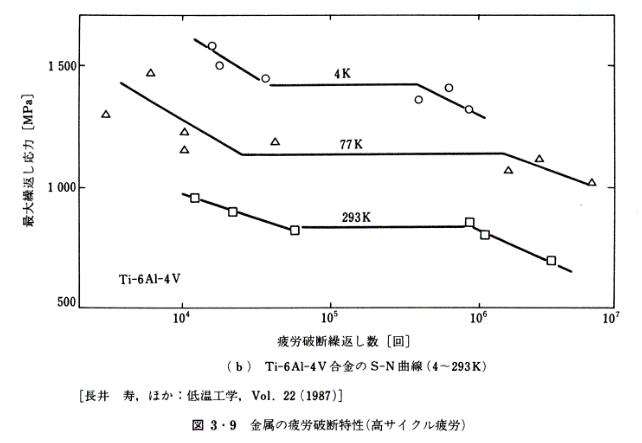 1 500
4K
77K
1 000
293K
Ti-6Al-4V
500
10⁴
10⁵
10⁶
10⁷
最大繰返し応力 [MPa]
疲労破断繰返し数 [回]
(b) Ti-6Al-4V合金のS-N曲線(4~293K)
[長井 寿,ほか:低温工学,Vol. 22(1987)]
図 3・9 金属の疲労破断特性(高サイクル疲労)